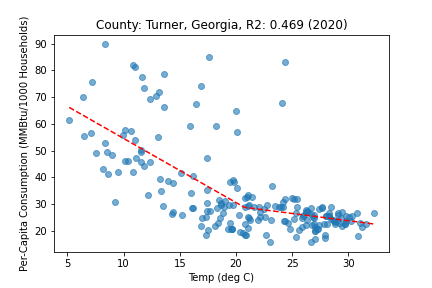 County: Turner, Georgia, R2: 0.469 (2020)
Per-Capita Consumption (MMBtu/1000 Households)
90
80
70
60
50
40
30
20
5 10 15 20 25 30
Temp (deg C)